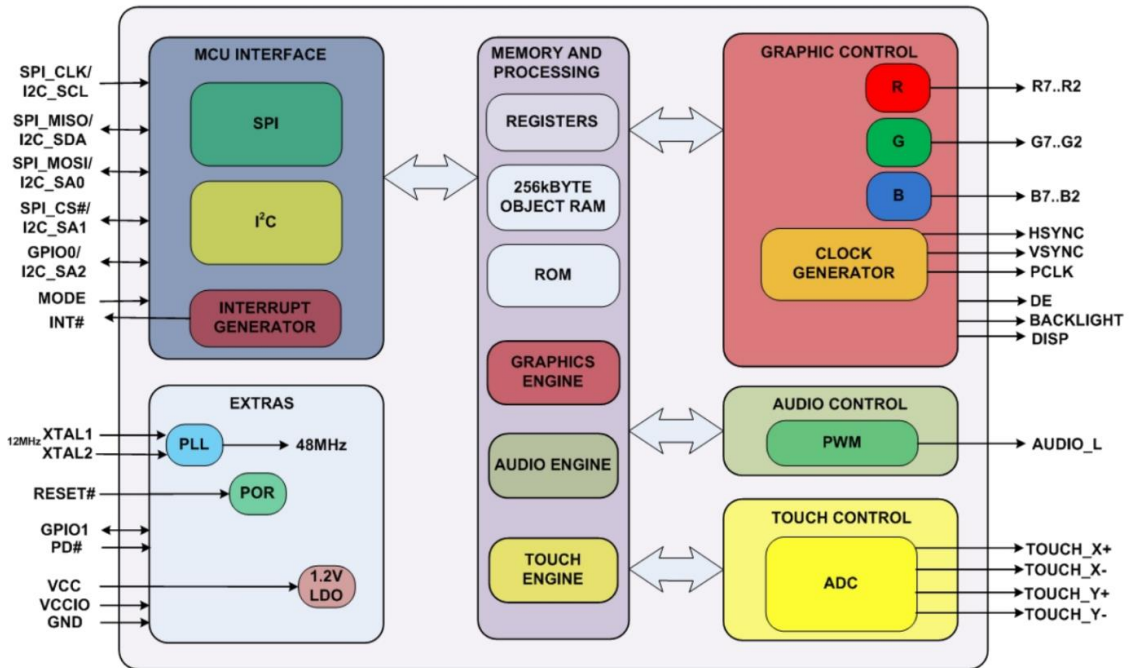 MCU INTERFACE
SPI_CLK/
I2C_SCL
SPI_MISO/
I2C_SDA
SPI_MOSI/
I2C_SA0
SPI_CS#/
I2C_SA1
GPIO0/
I2C_SA2
MODE
INT#
SPI
I²C
INTERRUPT
GENERATOR
EXTRAS
12MHz XTAL1
XTAL2
PLL
48MHz
RESET#
POR
GPIO1
PD#
VCC
1.2V
LDO
VCCIO
GND
MEMORY AND
PROCESSING
REGISTERS
256kBYTE
OBJECT RAM
ROM
GRAPHICS
ENGINE
AUDIO ENGINE
TOUCH
ENGINE
GRAPHIC CONTROL
R
R7..R2
G
G7..G2
B
B7..B2
CLOCK
GENERATOR
HSYNC
VSYNC
PCLK
DE
BACKLIGHT
DISP
AUDIO CONTROL
PWM
AUDIO_L
TOUCH CONTROL
ADC
TOUCH_X+
TOUCH_X-
TOUCH_Y+
TOUCH_Y-